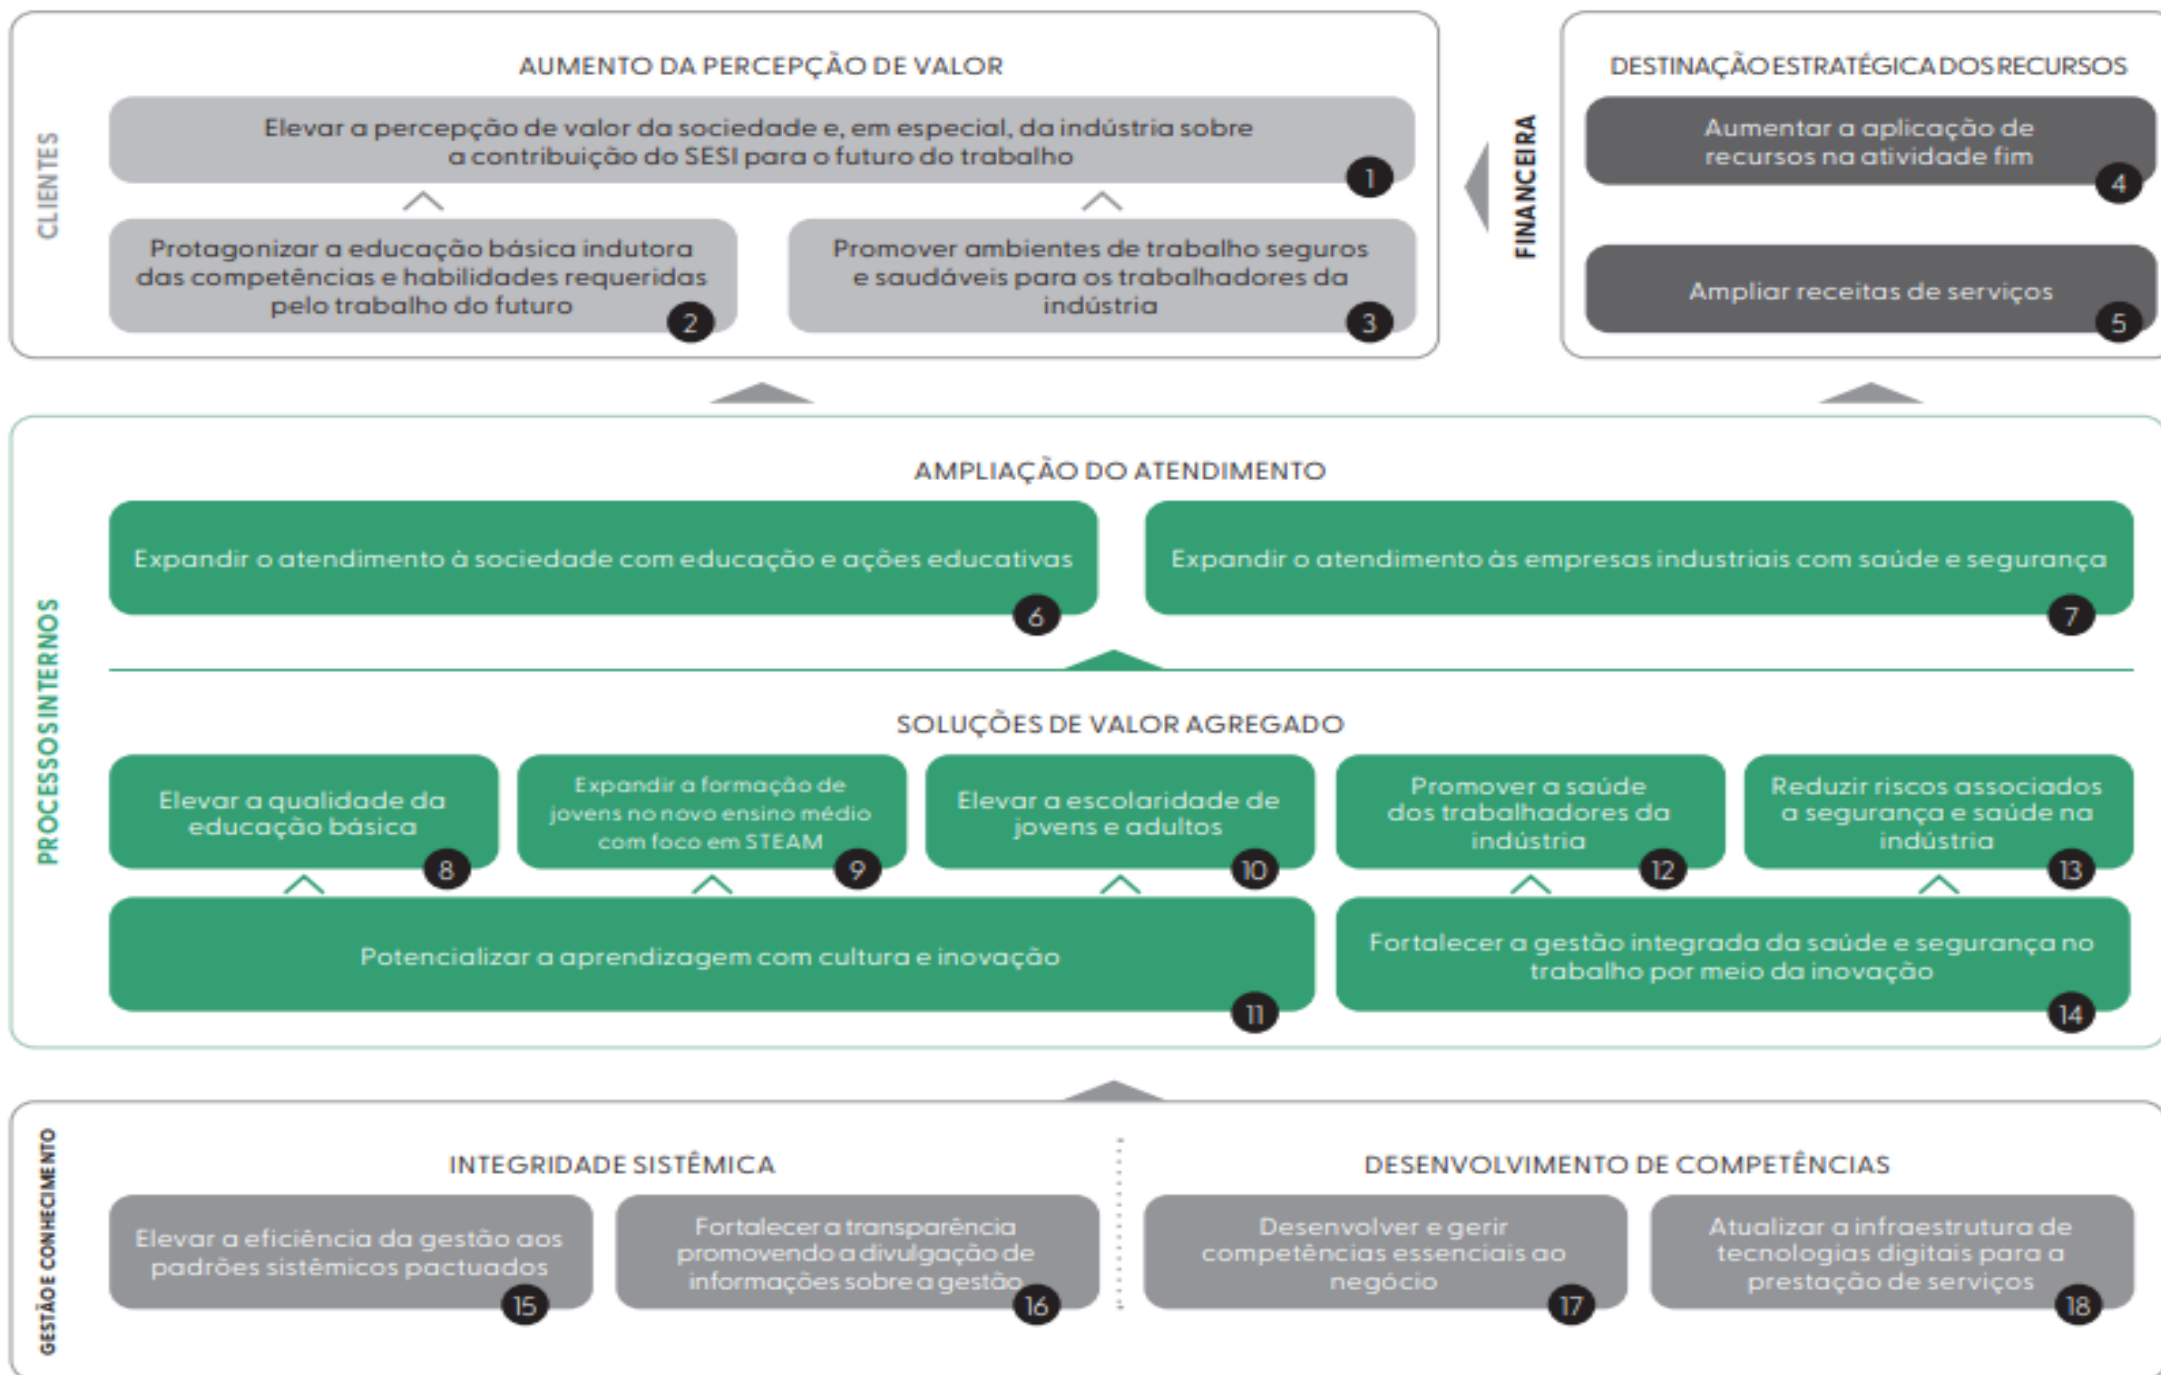 CLIENTES
AUMENTO DA PERCEPÇÃO DE VALOR
Elevar a percepção de valor da sociedade e, em especial, da indústria sobre
a contribuição do SESI para o futuro do trabalho
1
Protagonizar a educação básica indutora
das competências e habilidades requeridas
pelo trabalho do futuro
2
Promover ambientes de trabalho seguros
e saudáveis para os trabalhadores da
indústria
3
FINANCEIRA
DESTINAÇÃO ESTRATÉGICA DOS RECURSOS
Aumentar a aplicação de
recursos na atividade fim
4
Ampliar receitas de serviços
5
PROCESSOS INTERNOS
AMPLIAÇÃO DO ATENDIMENTO
Expandir o atendimento à sociedade com educação e ações educativas
6
Expandir o atendimento às empresas industriais com saúde e segurança
7
SOLUÇÕES DE VALOR AGREGADO
Elevar a qualidade da
educação básica
8
Expandir a formação de
jovens no novo ensino médio
com foco em STEAM
9
Elevar a escolaridade de
jovens e adultos
10
Promover a saúde
dos trabalhadores da
indústria
12
Reduzir riscos associados
a segurança e saúde na
indústria
13
Potencializar a aprendizagem com cultura e inovação
11
Fortalecer a gestão integrada da saúde e segurança no
trabalho por meio da inovação
14
GESTÃO E CONHECIMENTO
INTEGRIDADE SISTÊMICA
Elevar a eficiência da gestão aos
padrões sistêmicos pactuados
15
Fortalecer a transparência
promovendo a divulgação de
informações sobre a gestão
16
DESENVOLVIMENTO DE COMPETÊNCIAS
Desenvolver e gerir
competências essenciais ao
negócio
17
Atualizar a infraestrutura de
tecnologias digitais para a
prestação de serviços
18